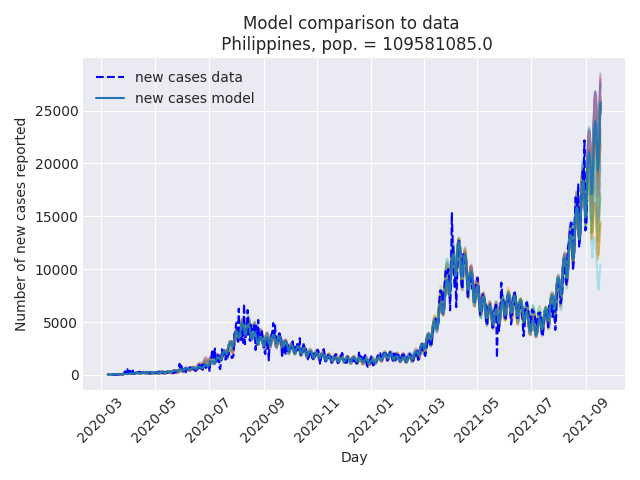 Model comparison to data
Philippines, pop. = 109581085.0
new cases data
new cases model
Number of new cases reported
25000
20000
15000
10000
5000
0
2020-03
2020-05
2020-07
2020-09
2020-11
2021-01
2021-03
2021-05
2021-07
2021-09
Day